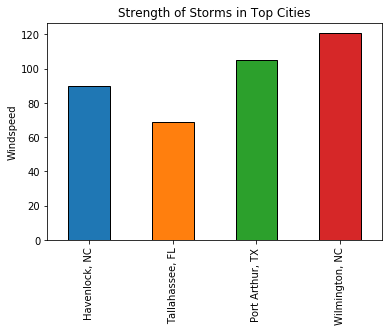 Strength of Storms in Top Cities
120
100
80
60
40
20
0
Windspeed
Havenlock, NC
Tallahassee, FL
Port Arthur, TX
Wilmington, NC